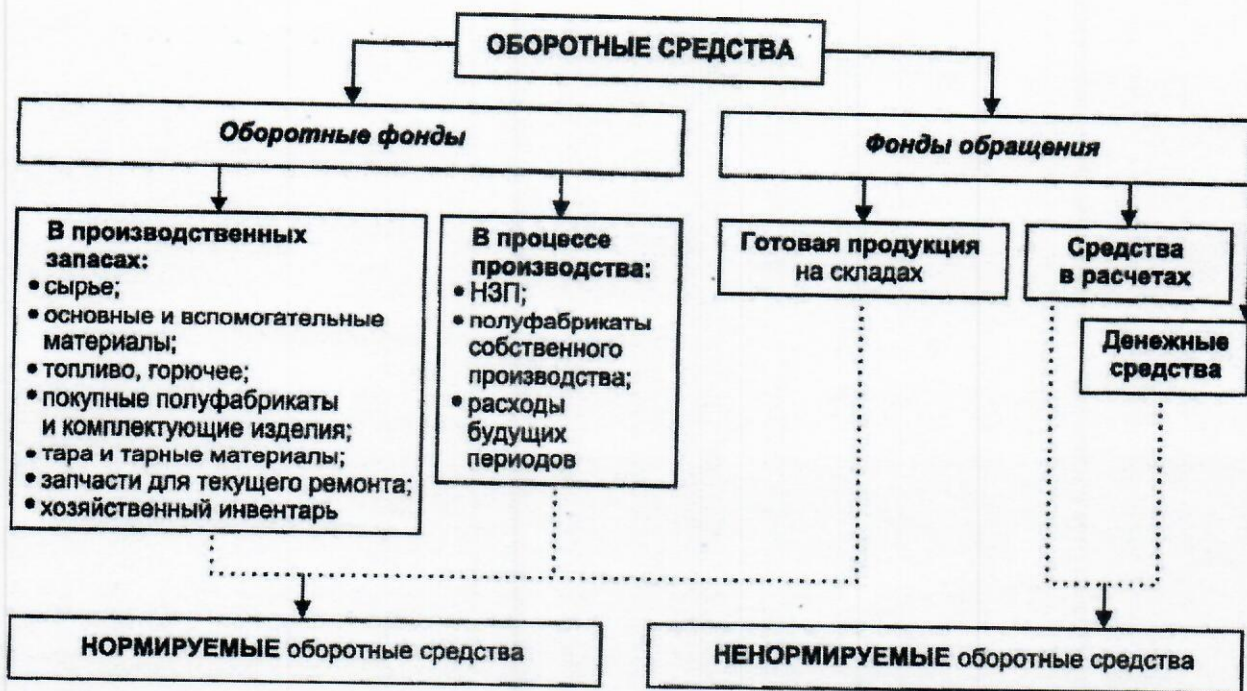 ОБОРОТНЫЕ СРЕДСТВА
Оборотные фонды
Фонды обращения
В производственных
запасах:
• сырье;
• основные и вспомогательные
материалы;
• топливо, горючее;
• покупные полуфабрикаты
и комплектующие изделия;
• тара и тарные материалы;
• запчасти для текущего ремонта;
• хозяйственный инвентарь
В процессе
производства:
• НЗП;
• полуфабрикаты
собственного
производства;
• расходы
будущих
периодов
Готовая продукция
на складах
Средства
в расчетах
Денежные
средства
НОРМИРУЕМЫЕ оборотные средства
НЕНОРМИРУЕМЫЕ оборотные средства